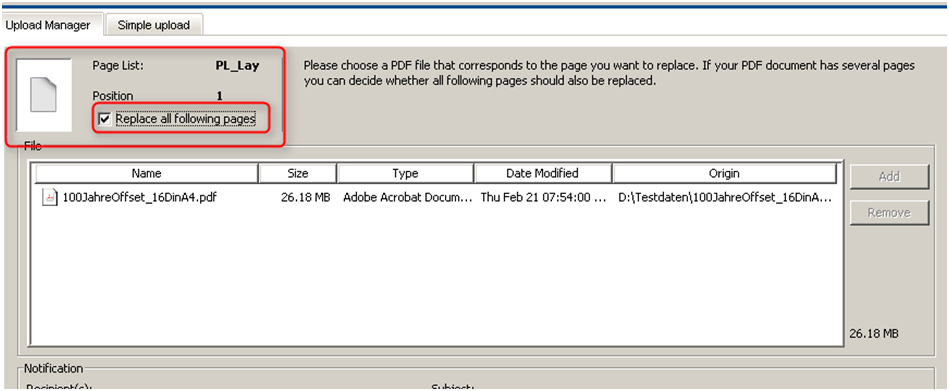 Upload Manager Simple upload
Page List: PL_Lay
Please choose a PDF file that corresponds to the page you want to replace. If your PDF document has several pages
you can decide whether all following pages should also be replaced.
Position 1
Replace all following pages
File
Name Size Type Date Modified Origin
100JahreOffset_16DinA4.pdf 26.18 MB Adobe Acrobat Docum... Thu Feb 21 07:54:00 ... D:\Testdaten\100JahreOffset_16DinA...
Add
Remove
26.18 MB
Notification
Recipient(s): Subject: